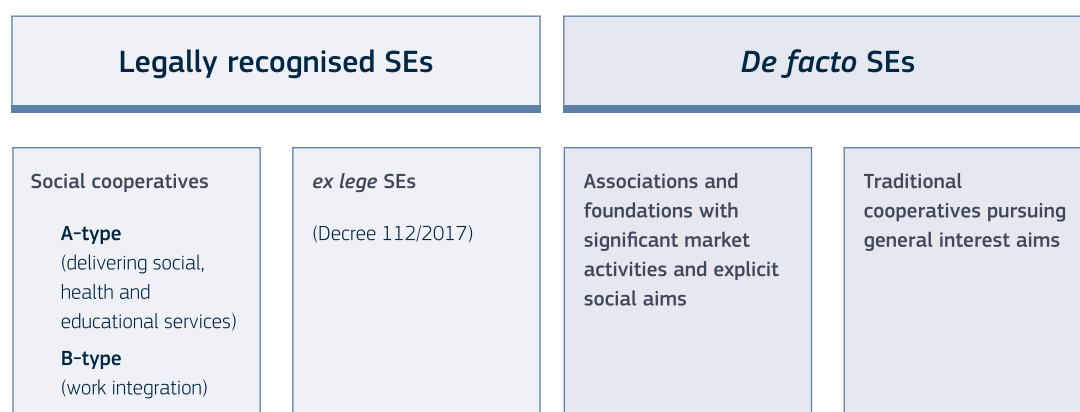 Legally recognised SEs
De facto SEs
Social cooperatives
A-type
(delivering social,
health and
educational services)
B-type
(work integration)
ex lege SEs
(Decree 112/2017)
Associations and
foundations with
significant market
activities and explicit
social aims
Traditional
cooperatives pursuing
general interest aims